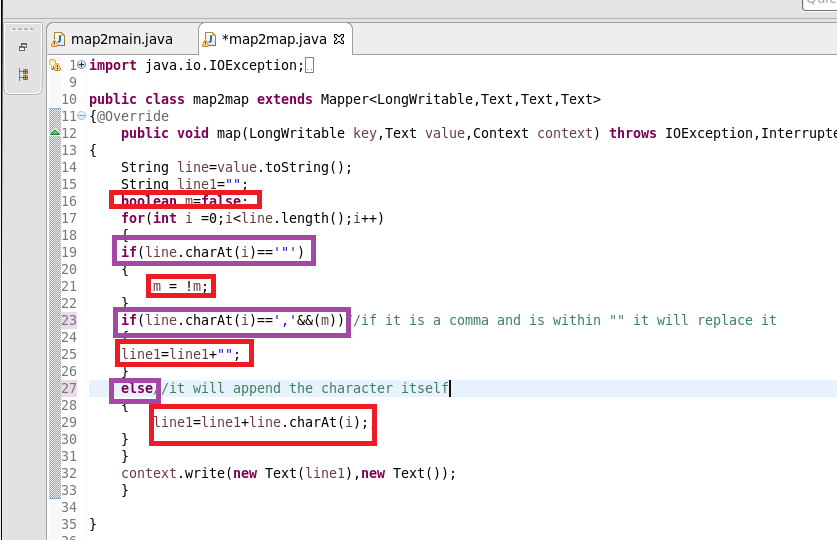 Quick
map2main.java *map2map.java
1 import java.io.IOException;
9
10 public class map2map extends Mapper<LongWritable,Text,Text,Text>
11 {@Override
12 public void map(LongWritable key,Text value,Context context) throws IOException,Interrupte
13 {
14 String line=value.toString();
15 String line1="";
16 boolean m=false;
17 for(int i =0;i<line.length();i++)
18 {
19 if(line.charAt(i)=='"')
20 {
21 m = !m;
22 }
23 if(line.charAt(i)==','&&(m))//if it is a comma and is within "" it will replace it
24 {
25 line1=line1+"";
26 }
27 else//it will append the character itself
28 {
29 line1=line1+line.charAt(i);
30 }
31 }
32 context.write(new Text(line1),new Text());
33 }
34
35 }
36